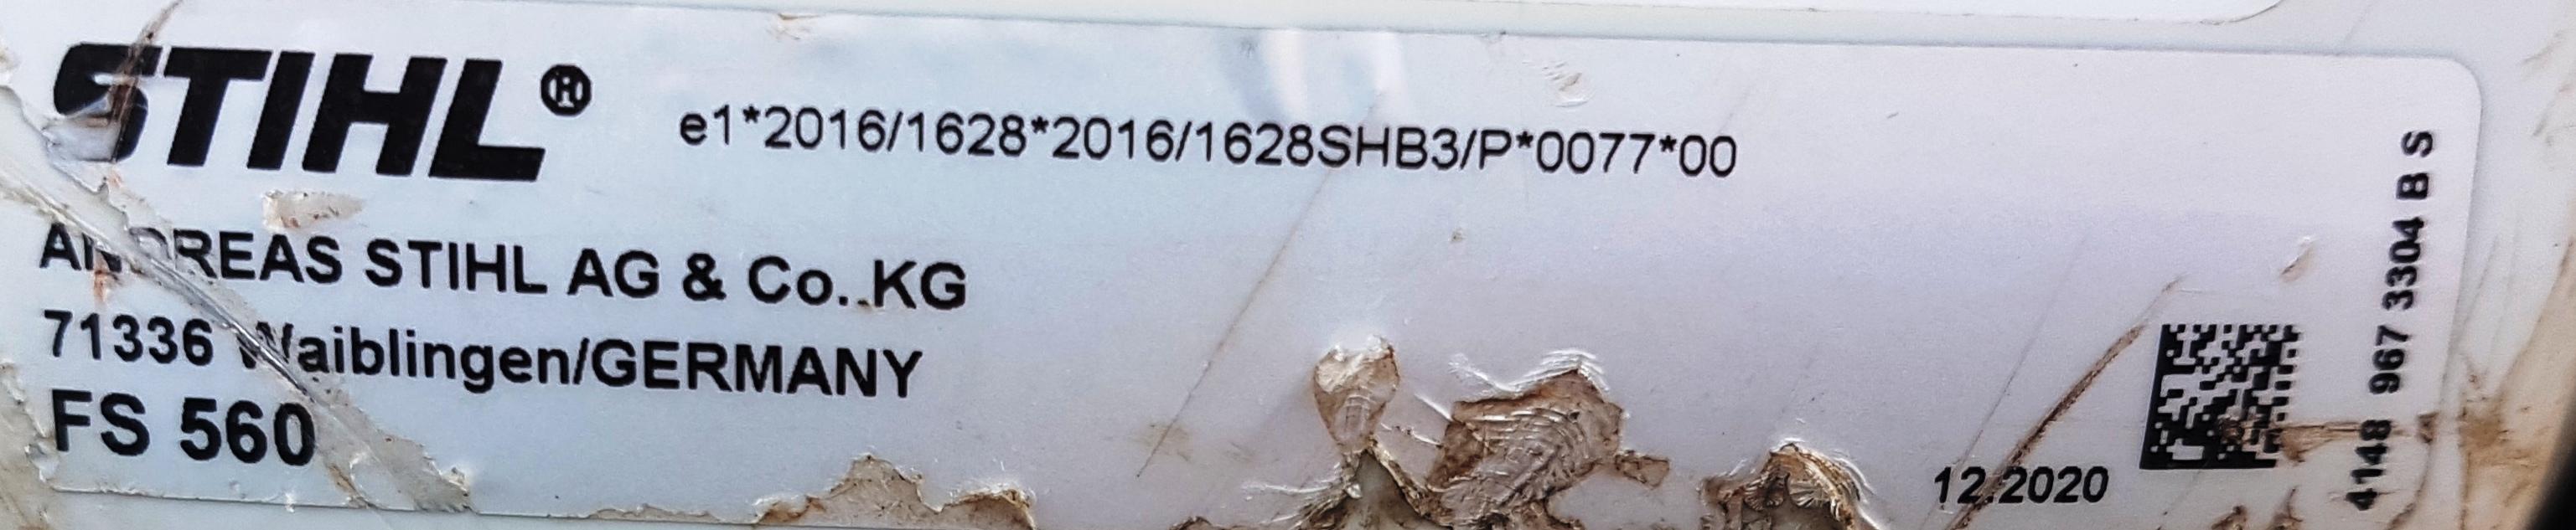 STIHL®
e1*2016/1628*2016/1628SHB3/P*0077*00
ANDREAS STIHL AG & Co. KG
71336 Waiblingen/GERMANY
FS 560
12.2020
4148 967 3304 B S